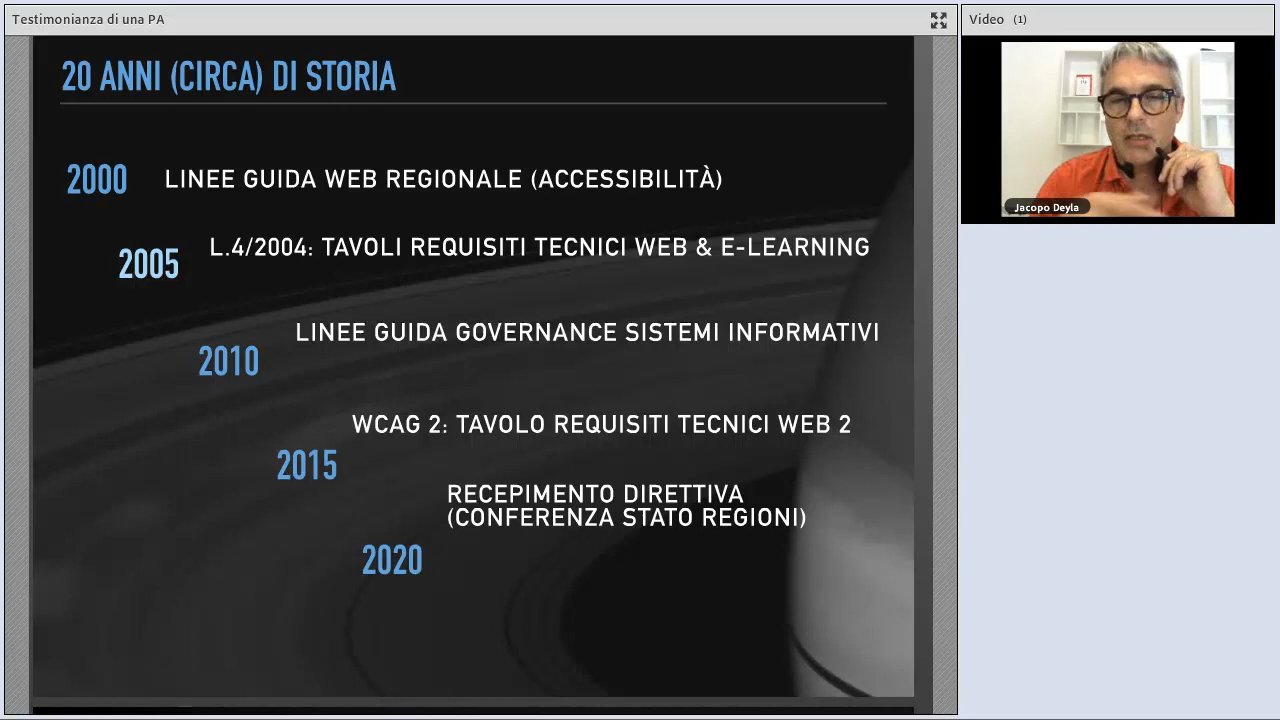 Testimonianza di una PA
Video (1)
20 ANNI (CIRCA) DI STORIA
2000 LINEE GUIDA WEB REGIONALE (ACCESSIBILITÀ)
2005 L.4/2004: TAVOLI REQUISITI TECNICI WEB & E-LEARNING
2010 LINEE GUIDA GOVERNANCE SISTEMI INFORMATIVI
2015 WCAG 2: TAVOLO REQUISITI TECNICI WEB 2
2020 RECEPIMENTO DIRETTIVA
(CONFERENZA STATO REGIONI)
Jacopo Deyla